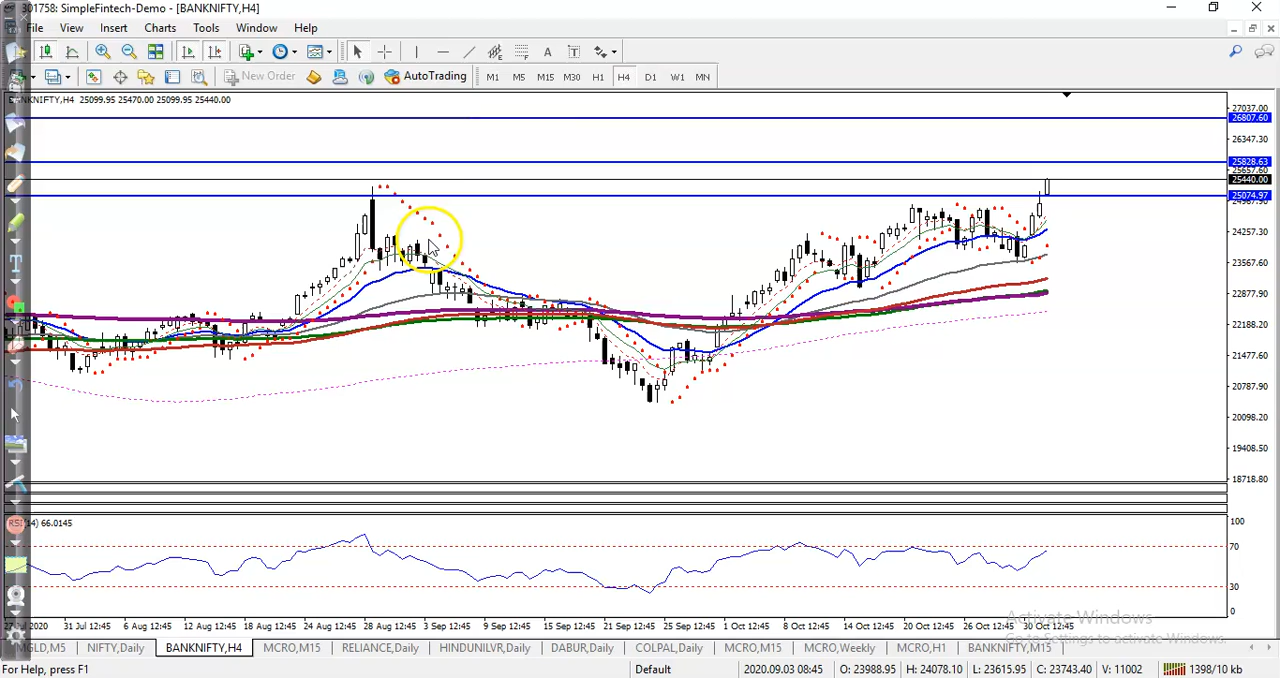 301758: SimpleFintech-Demo - [BANKNIFTY,H4]
File View Insert Charts Tools Window Help
New Order AutoTrading M1 M5 M15 M30 H1 H4 D1 W1 MN
BANKNIFTY,H4 25099.95 25470.00 25099.95 25440.00
27037.00
26807.60
26347.30
25828.63
25657.60
25440.00
25074.97
24257.30
23567.60
22877.90
22188.20
21477.60
20787.90
20098.20
19408.50
18718.80
RSI(14) 66.0145
100
70
30
0
27 Jul 2020 31 Jul 12:45 6 Aug 12:45 12 Aug 12:45 18 Aug 12:45 24 Aug 12:45 28 Aug 12:45 3 Sep 12:45 9 Sep 12:45 15 Sep 12:45 21 Sep 12:45 25 Sep 12:45 1 Oct 12:45 8 Oct 12:45 14 Oct 12:45 20 Oct 12:45 26 Oct 12:45 30 Oct 12:45
Activate Windows
Go to Settings to activate Windows.
MGLD,M5 NIFTY,Daily BANKNIFTY,H4 MCRO,M15 RELIANCE,Daily HINDUNILVR,Daily DABUR,Daily COLPAL,Daily MCRO,M15 MCRO,Weekly MCRO,H1 BANKNIFTY,M15
For Help, press F1 Default 2020.09.03 08:45 O: 23988.95 H: 24078.10 L: 23615.95 C: 23743.40 V: 11002 1398/10 kb